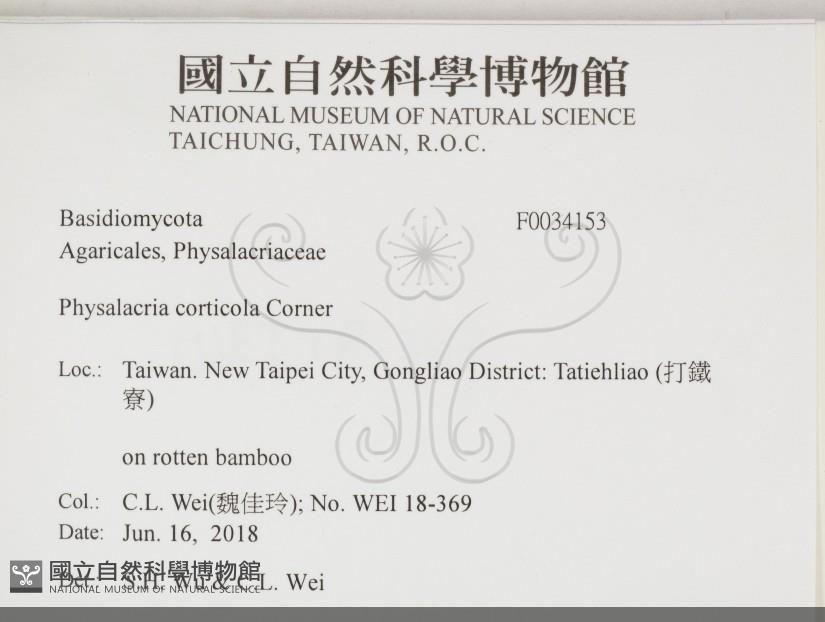 國立自然科學博物館
NATIONAL MUSEUM OF NATURAL SCIENCE
TAICHUNG, TAIWAN, R.O.C.
Basidiomycota F0034153
Agaricales, Physalacriaceae
Physalacria corticola Corner
Loc.: Taiwan. New Taipei City, Gongliao District: Tatiehliao (打鐵
寮)
on rotten bamboo
Col.: C.L. Wei(魏佳玲); No. WEI 18-369
Date: Jun. 16, 2018
Det.: S.H. Wu & C.L. Wei
國立自然科學博物館
NATIONAL MUSEUM OF NATURAL SCIENCE